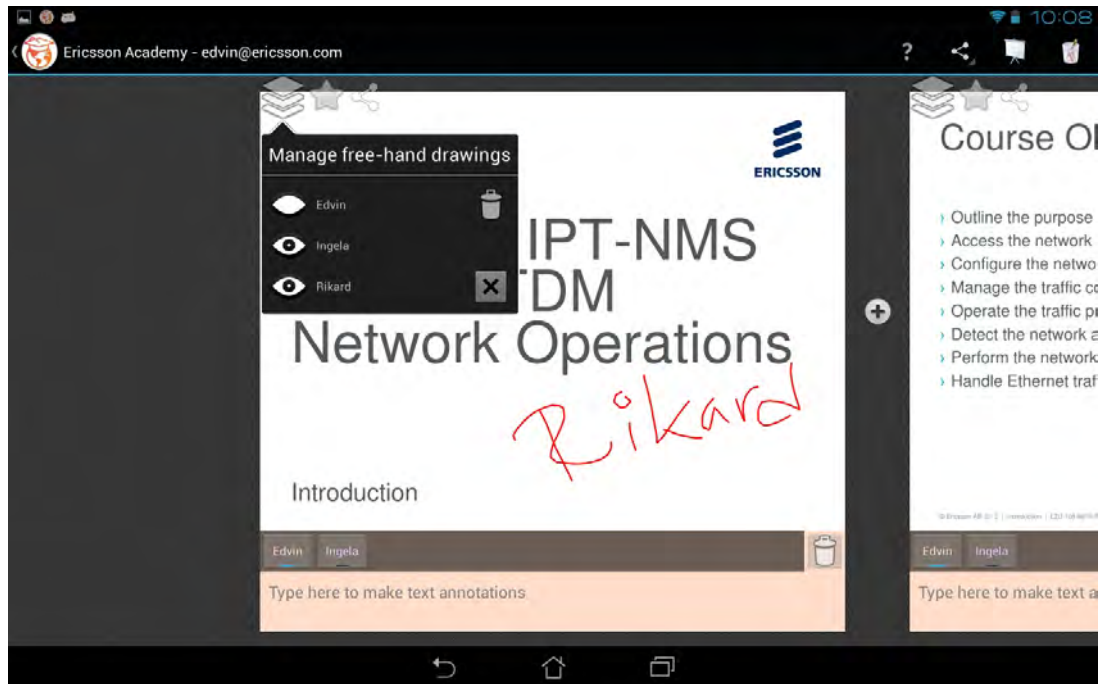 10:08
Ericsson Academy - edvin@ericsson.com
?
Manage free-hand drawings
Edvin
Ingela
Rikard
ERICSSON
IPT-NMS
TDM
Network Operations
Rikard
Introduction
Edvin Ingela
Type here to make text annotations
Course Ob
Outline the purpose
Access the network
Configure the netwo
Manage the traffic co
Operate the traffic pr
Detect the network a
Perform the network
Handle Ethernet traf
Edvin Ingela
Type here to make text a